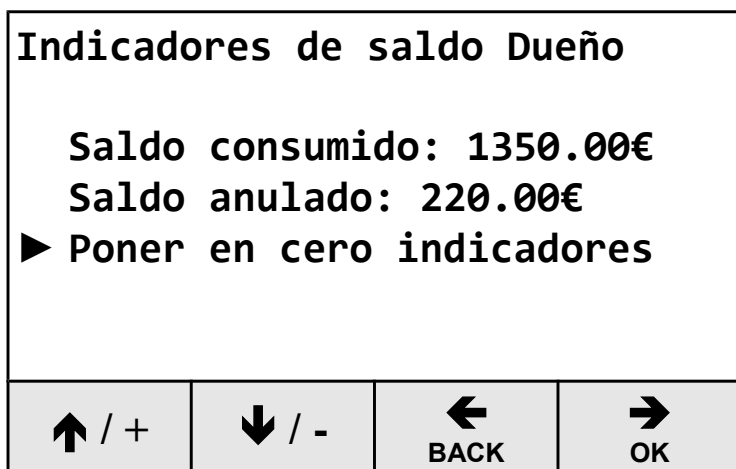 Indicadores de saldo Dueño
Saldo consumido: 1350.00€
Saldo anulado: 220.00€
► Poner en cero indicadores
↑ / +
↓ / -
← BACK
→ OK